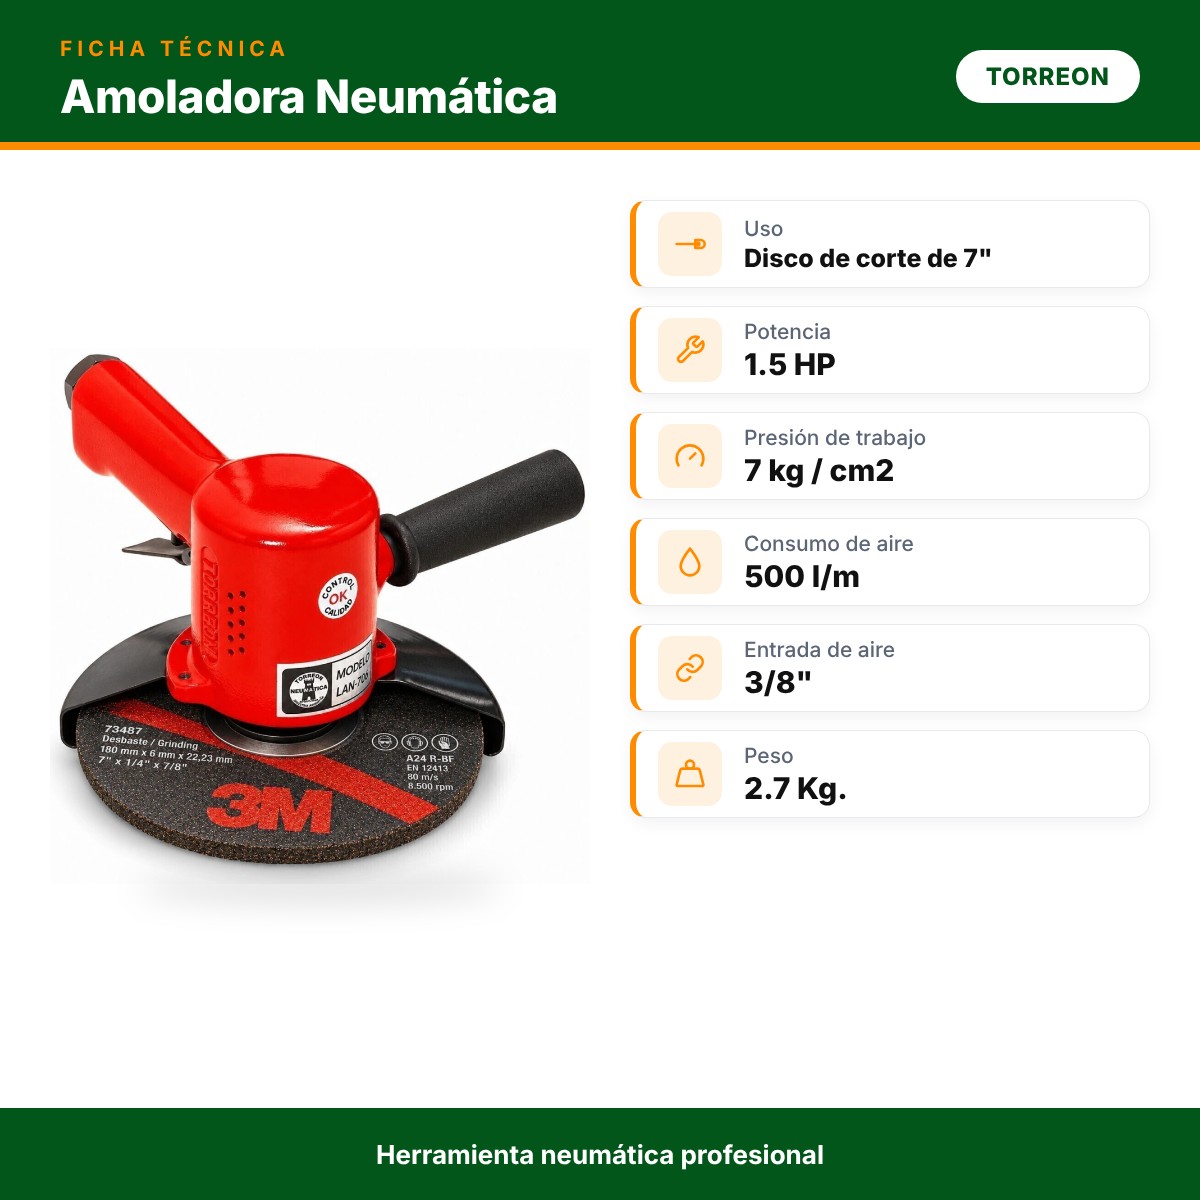 FICHA TÉCNICA
Amoladora Neumática
TORREON
Uso
Disco de corte de 7"
Potencia
1.5 HP
Presión de trabajo
7 kg / cm2
Consumo de aire
500 l/m
Entrada de aire
3/8"
Peso
2.7 Kg.
TORREON
CONTROL
OK
CALIDAD
TORREON
NEUMATICA
MODELO
LAN-706
73487
Desbaste / Grinding
180 mm x 6 mm x 22,23 mm
7" x 1/4" x 7/8"
A24 R-BF
EN 12413
80 m/s
8.500 rpm
3M
Herramienta neumática profesional